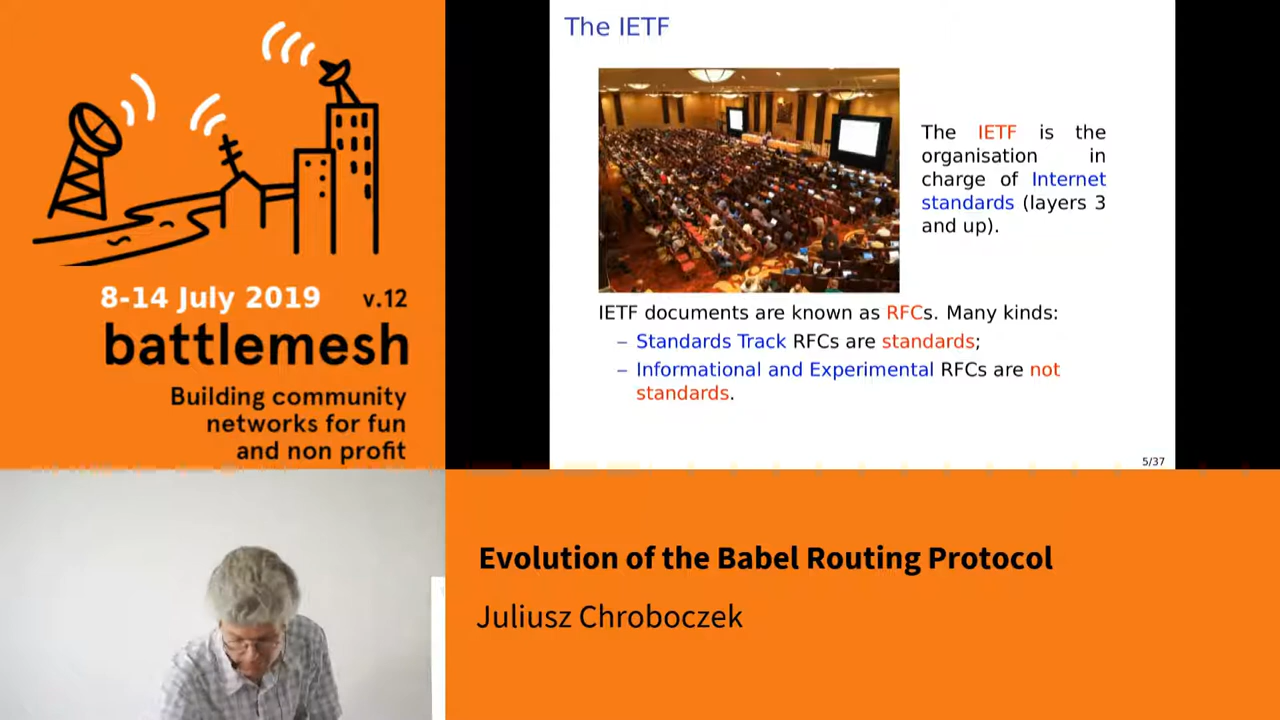 8-14 July 2019 v.12
battlemesh
Building community
networks for fun
and non profit
The IETF
The IETF is the
organisation in
charge of Internet
standards (layers 3
and up).
IETF documents are known as RFCs. Many kinds:
– Standards Track RFCs are standards;
– Informational and Experimental RFCs are not
standards.
5/37
Evolution of the Babel Routing Protocol
Juliusz Chroboczek